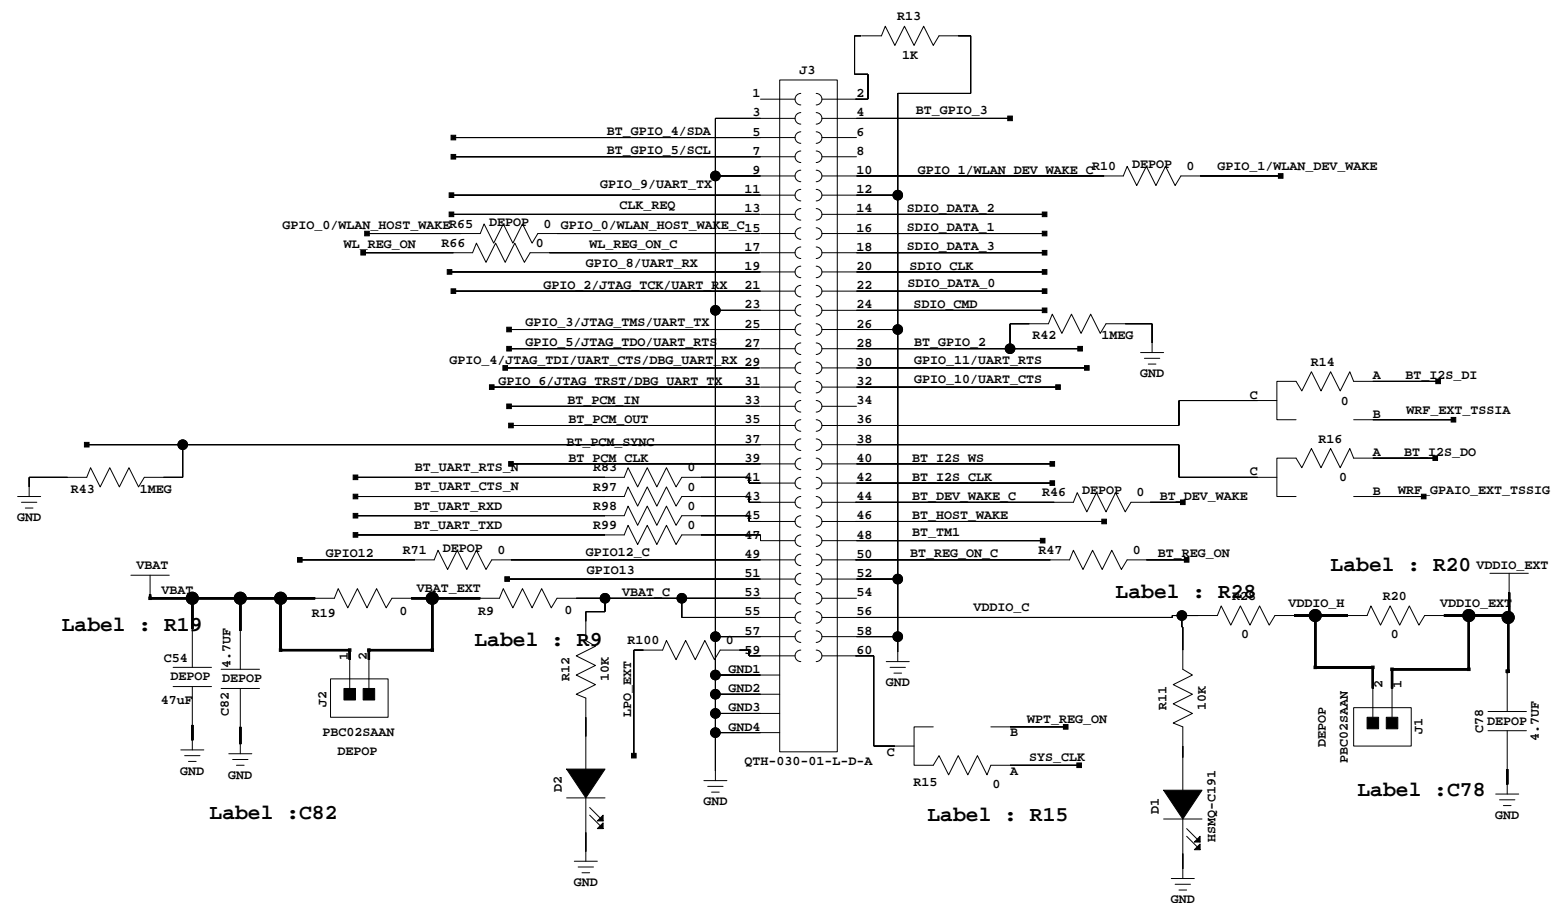 R13
1K
J3
1 2
3 4 BT_GPIO_3
BT_GPIO_4/SDA 5 6
BT_GPIO_5/SCL 7 8
9 10 GPIO_1/WLAN_DEV_WAKE_C R10 DEPOP 0 GPIO_1/WLAN_DEV_WAKE
GPIO_9/UART_TX 11 12
CLK_REQ 13 14 SDIO_DATA_2
GPIO_0/WLAN_HOST_WAKE R65 DEPOP 0 GPIO_0/WLAN_HOST_WAKE_C 15 16 SDIO_DATA_1
WL_REG_ON R66 0 WL_REG_ON_C 17 18 SDIO_DATA_3
GPIO_8/UART_RX 19 20 SDIO_CLK
GPIO_2/JTAG_TCK/UART_RX 21 22 SDIO_DATA_0
23 24 SDIO_CMD
GPIO_3/JTAG_TMS/UART_TX 25 26 R42 1MEG
GPIO_5/JTAG_TDO/UART_RTS 27 28 BT_GPIO_2
GPIO_4/JTAG_TDI/UART_CTS/DBG_UART_RX 29 30 GPIO_11/UART_RTS GND R14
GPIO_6/JTAG_TRST/DBG_UART_TX 31 32 GPIO_10/UART_CTS A BT_I2S_DI
BT_PCM_IN 33 34 C 0
BT_PCM_OUT 35 36 B WRF_EXT_TSSIA
BT_PCM_SYNC 37 38 R16
BT_PCM_CLK 39 40 BT_I2S_WS A BT_I2S_DO
BT_UART_RTS_N R83 0 41 42 BT_I2S_CLK C 0
R43 1MEG BT_UART_CTS_N R97 0 43 44 BT_DEV_WAKE_C R46 DEPOP 0 BT_DEV_WAKE B WRF_GPAIO_EXT_TSSIG
GND BT_UART_RXD R98 0 45 46 BT_HOST_WAKE
BT_UART_TXD R99 0 47 48 BT_TM1
GPIO12 R71 DEPOP 0 GPIO12_C 49 50 BT_REG_ON_C R47 0 BT_REG_ON
VBAT GPIO13 51 52 Label : R20 VDDIO_EXT
VBAT R19 0 VBAT_EXT R9 0 VBAT_C 53 54 Label : R28
55 56 VDDIO_C R28 0 VDDIO_H R20 0 VDDIO_EXT
Label : R19 Label : R9 R100 0 57 58
59 60
C54 DEPOP 47uF
4.7UF DEPOP C82
1 2
J2
PBC02SAAN
DEPOP
R12 10K
LPO_EXT
GND1
GND2
GND3
GND4
GND
R11 10K
2 1
DEPOP
PBC02SAAN
J1
C78 DEPOP 4.7UF
WPT_REG_ON
B
C
SYS_CLK
A
R15 0
QTH-030-01-L-D-A
GND GND
D2
GND
Label :C82
Label : R15
D1
HSMQ-C191
Label :C78
GND
GND
GND